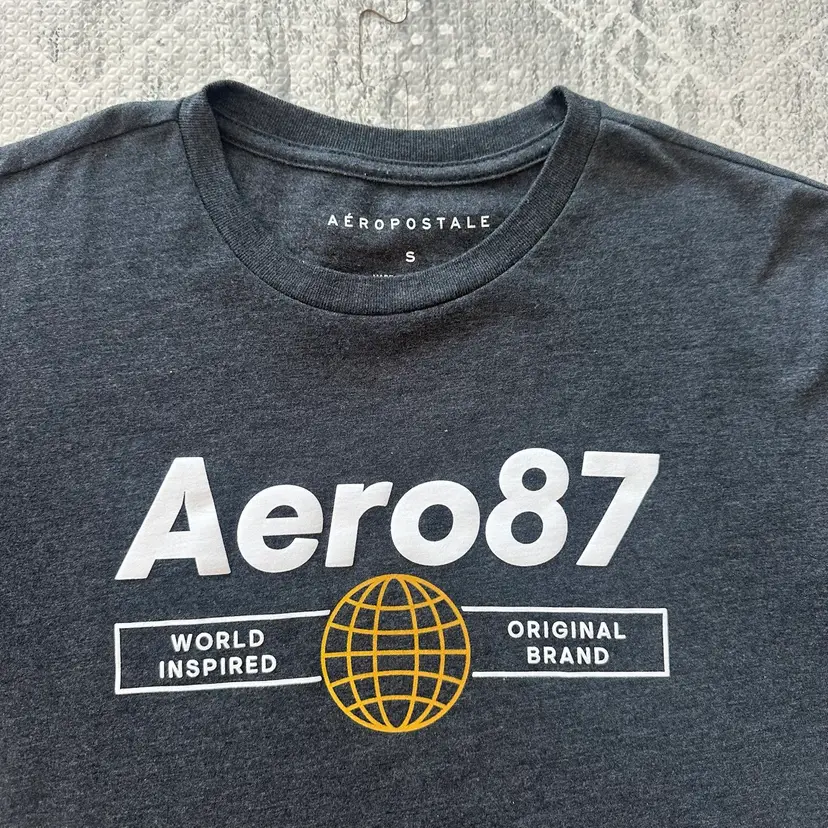 AÉROPOSTALE
S
Aero87
WORLD
INSPIRED
ORIGINAL
BRAND